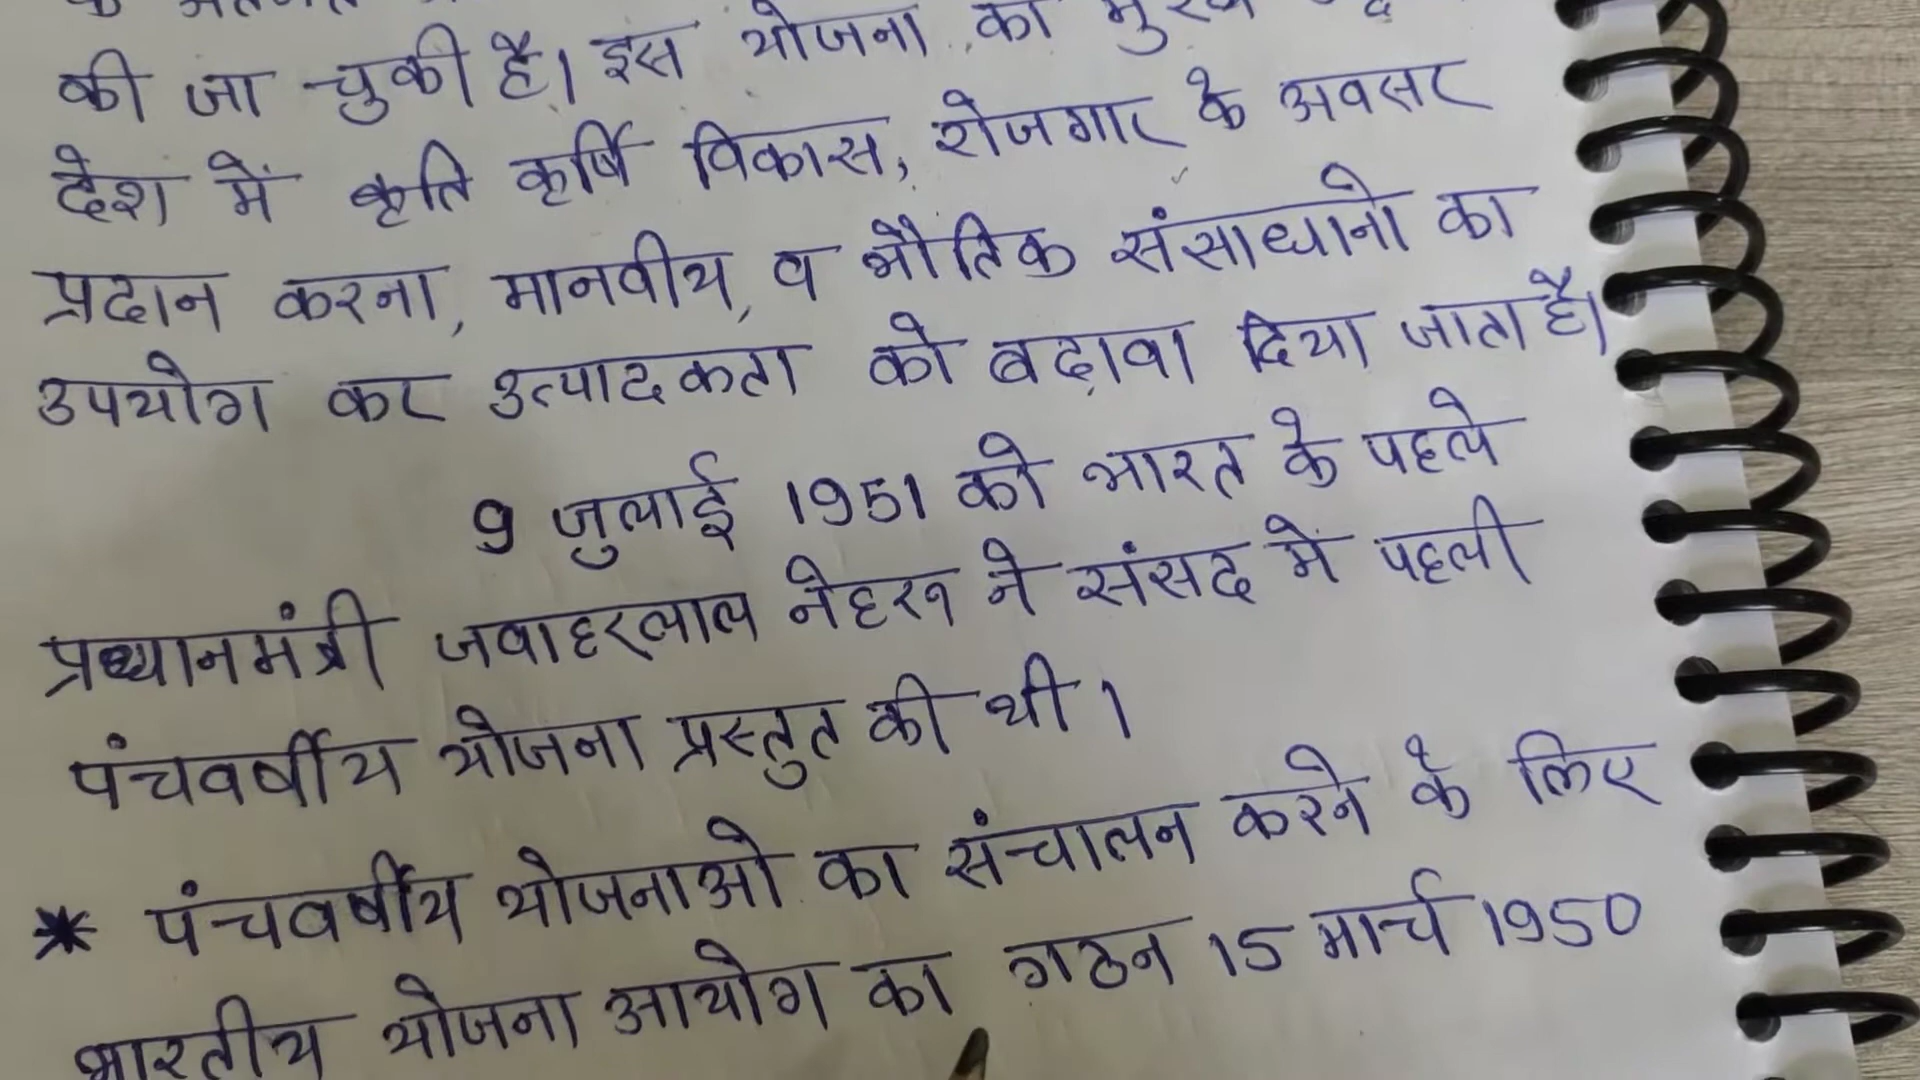 की जा चुकी है। इस योजना का मुख्य
देश में कृति कृर्षि विकास, रोजगार के अवसर
प्रदान करना, मानवीय, व भौतिक संसाधानो का
उपयोग कर उत्पादकता को बढ़ावा दिया जाता है।
9 जुलाई 1951 को भारत के पहले
प्रधानमंत्री जवाहरलाल नेहरू ने संसद में पहली
पंचवर्षीय योजना प्रस्तुत की थी।
* पंचवर्षीय योजनाओ का संचालन करने के लिए
भारतीय योजना आयोग का गठन 15 मार्च 1950